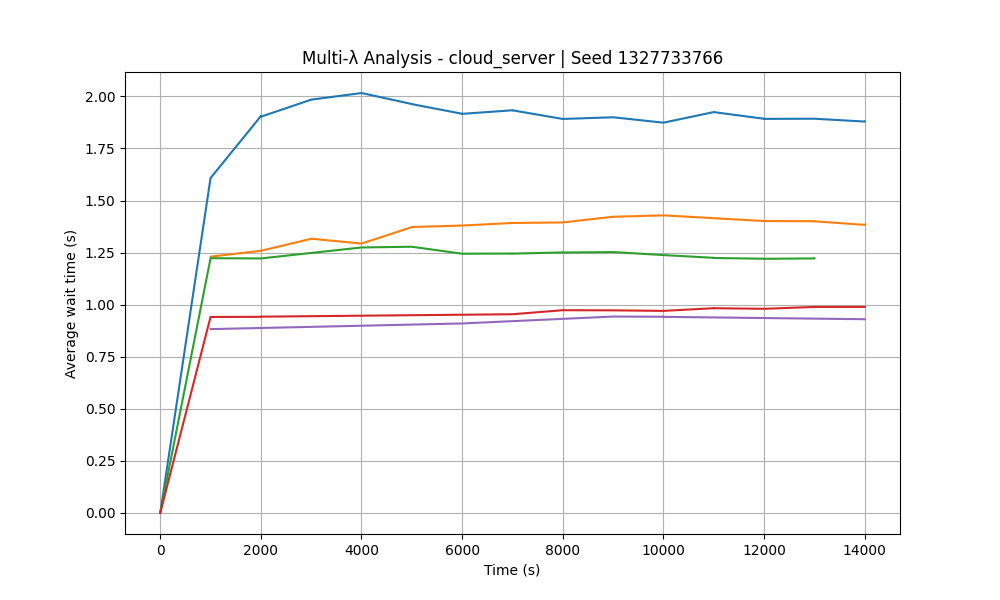 Multi-λ Analysis - cloud_server | Seed 1327733766
2.00
1.75
1.50
1.25
1.00
0.75
0.50
0.25
0.00
Average wait time (s)
0 2000 4000 6000 8000 10000 12000 14000
Time (s)